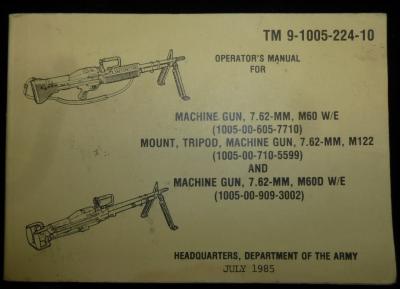 TM 9-1005-224-10
OPERATOR'S MANUAL
FOR
MACHINE GUN, 7.62-MM, M60 W/E
(1005-00-605-7710)
MOUNT, TRIPOD, MACHINE GUN, 7.62-MM, M122
(1005-00-710-5599)
AND
MACHINE GUN, 7.62-MM, M60D W/E
(1005-00-909-3002)
HEADQUARTERS, DEPARTMENT OF THE ARMY
JULY 1985